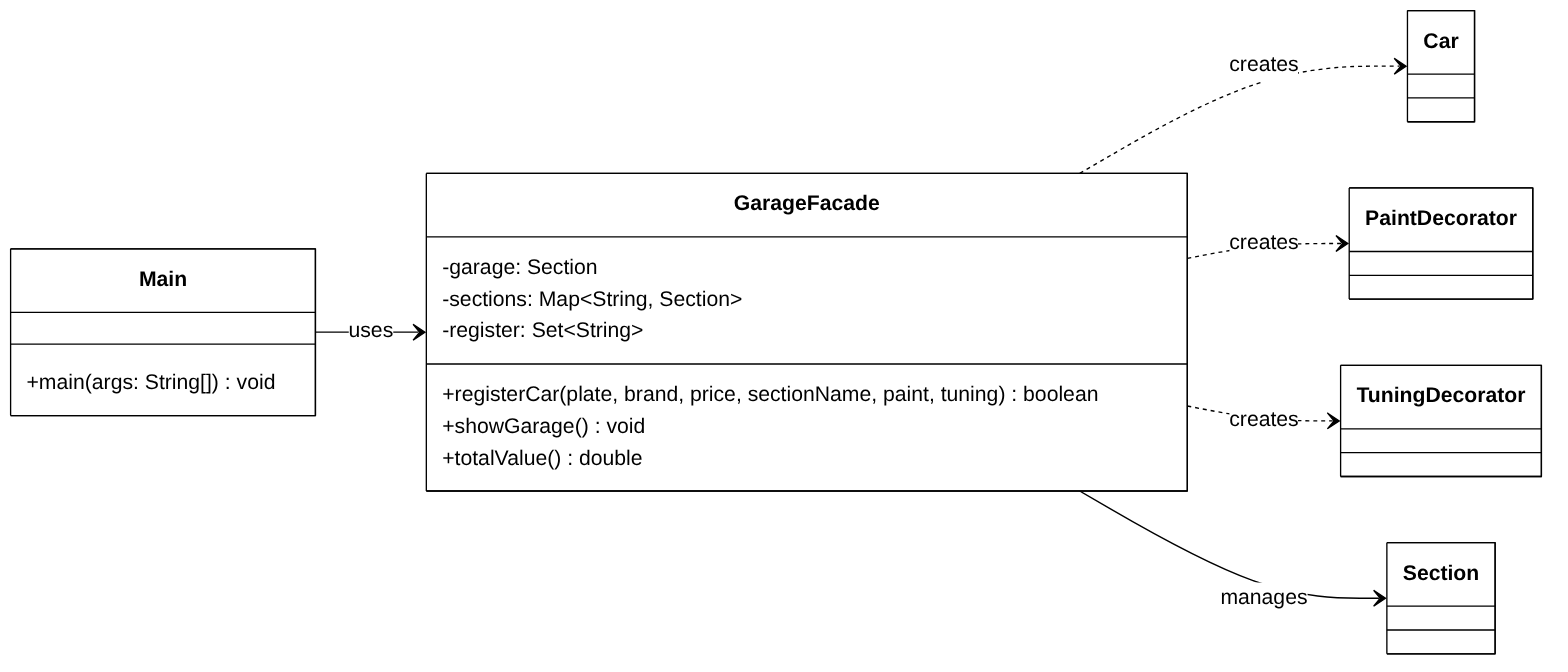 Main
+main(args: String[]) : void
uses
GarageFacade
-garage: Section
-sections: Map<String, Section>
-register: Set<String>
+registerCar(plate, brand, price, sectionName, paint, tuning) : boolean
+showGarage() : void
+totalValue() : double
creates
Car
creates
PaintDecorator
creates
TuningDecorator
manages
Section